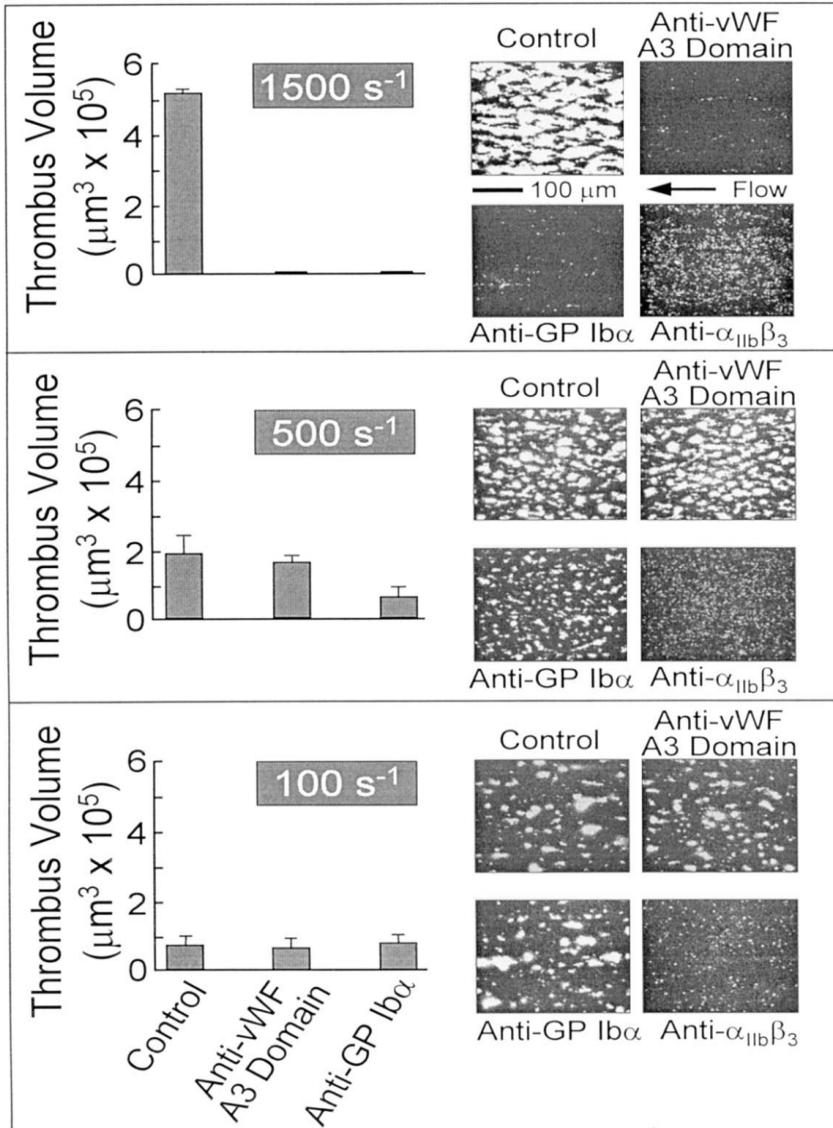 Thrombus Volume
(μm³ x 10⁵)
6
4
2
0
1500 s⁻¹
Control
Anti-vWF
A3 Domain
100 μm
Flow
Anti-GP Ibα
Anti-α_IIbβ₃
Thrombus Volume
(μm³ x 10⁵)
6
4
2
0
500 s⁻¹
Control
Anti-vWF
A3 Domain
Anti-GP Ibα
Anti-α_IIbβ₃
Thrombus Volume
(μm³ x 10⁵)
6
4
2
0
100 s⁻¹
Control
Anti-vWF
A3 Domain
Anti-GP Ibα
Control
Anti-vWF
A3 Domain
Anti-GP Ibα
Anti-α_IIbβ₃